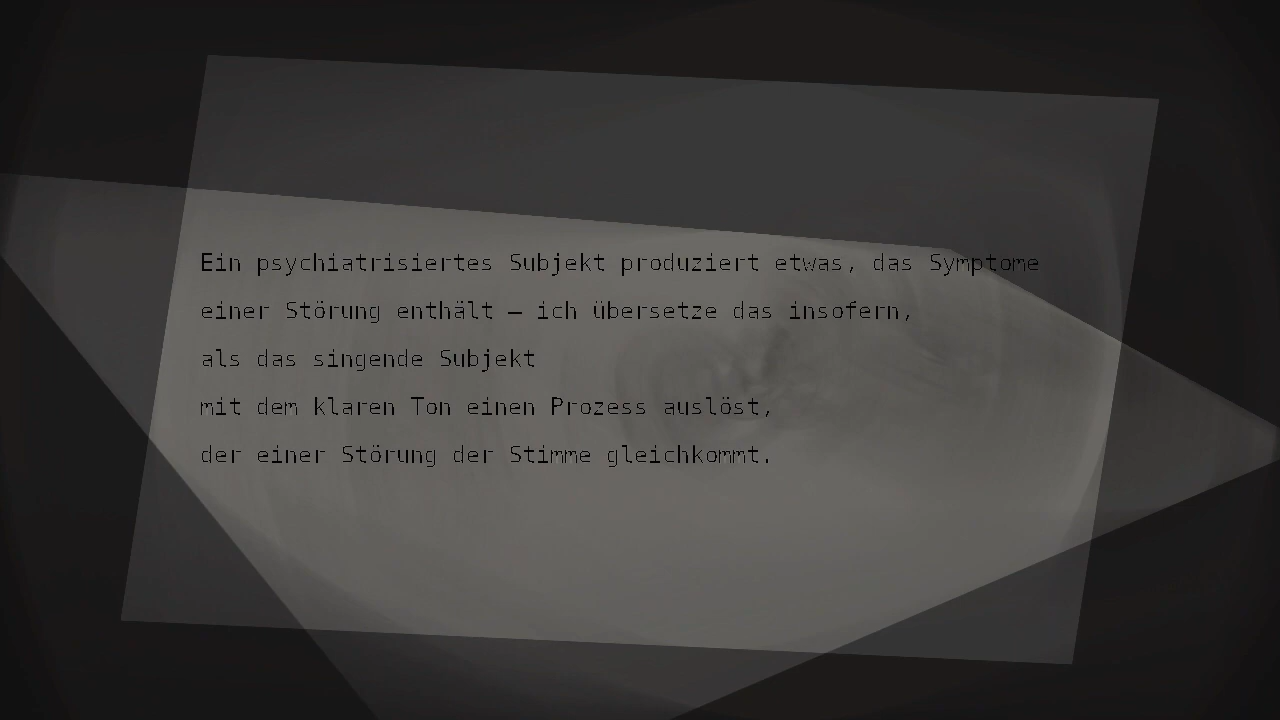 Ein psychiatrisiertes Subjekt produziert etwas, das Symptome
einer Störung enthält – ich übersetze das insofern,
als das singende Subjekt
mit dem klaren Ton einen Prozess auslöst,
der einer Störung der Stimme gleichkommt.